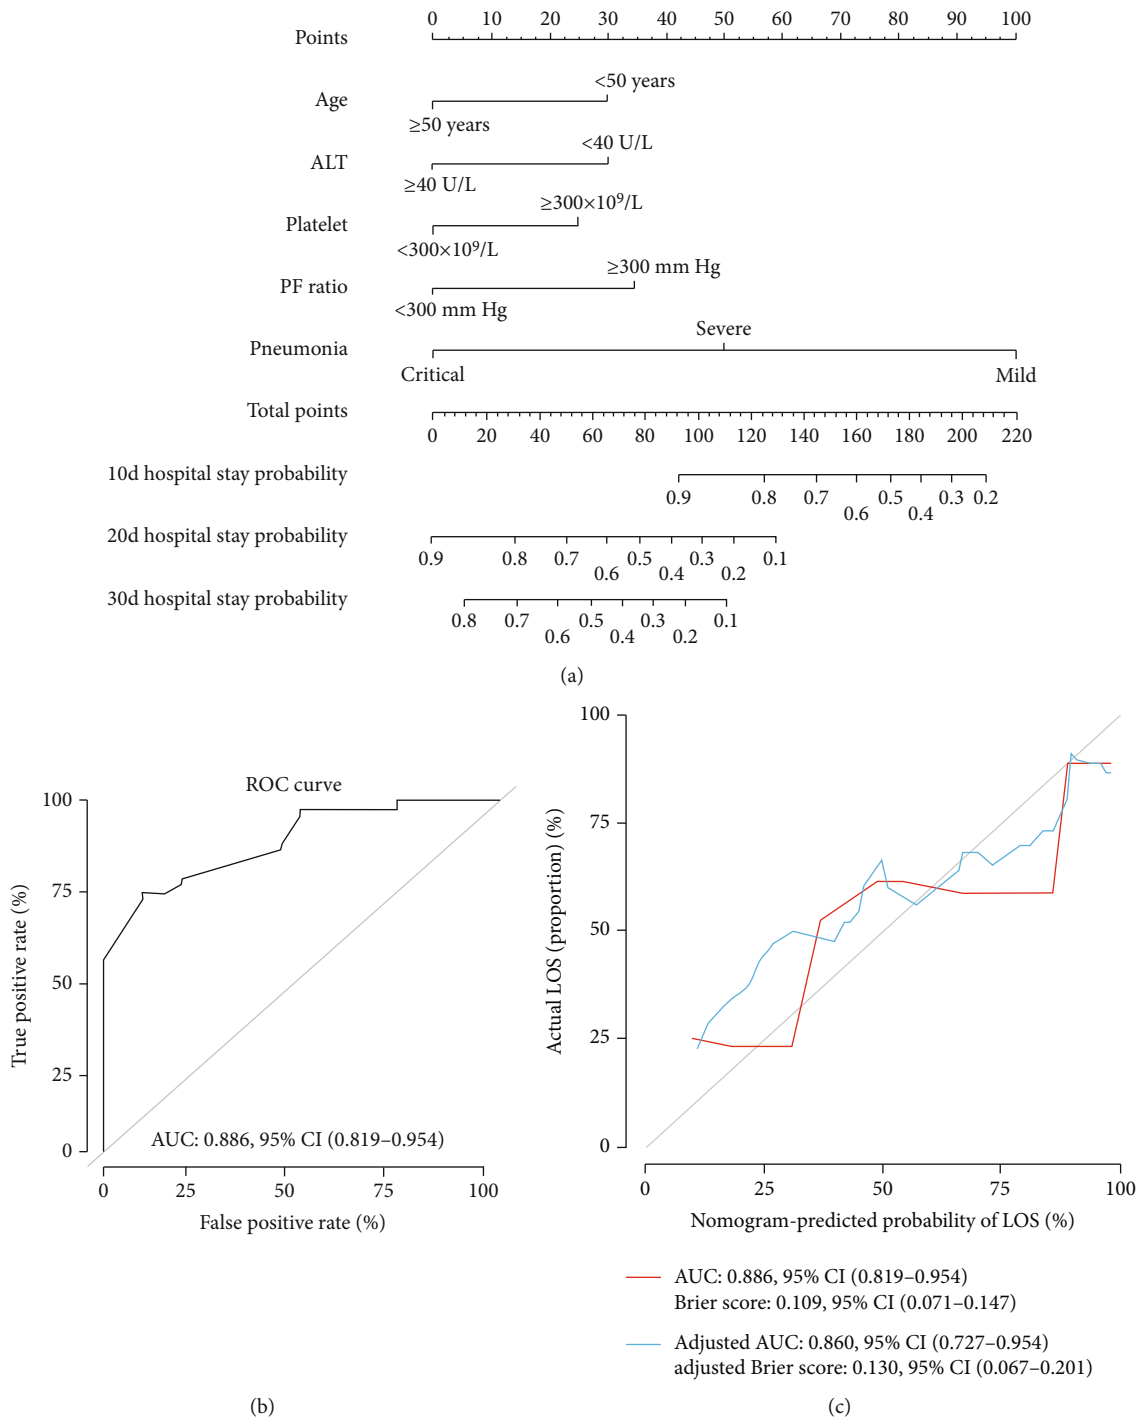 Points 0 10 20 30 40 50 60 70 80 90 100
<50 years
Age
≥50 years
<40 U/L
ALT
≥40 U/L
≥300×10⁹/L
Platelet
<300×10⁹/L
≥300 mm Hg
PF ratio
<300 mm Hg
Severe
Pneumonia
Critical Mild
Total points
0 20 40 60 80 100 120 140 160 180 200 220
10d hospital stay probability
0.9 0.8 0.7 0.6 0.5 0.4 0.3 0.2
20d hospital stay probability
0.9 0.8 0.7 0.6 0.5 0.4 0.3 0.2 0.1
30d hospital stay probability
0.8 0.7 0.6 0.5 0.4 0.3 0.2 0.1
(a)
ROC curve
True positive rate (%)
100
75
50
25
0
AUC: 0.886, 95% CI (0.819–0.954)
0 25 50 75 100
False positive rate (%)
(b)
Actual LOS (proportion) (%)
100
75
50
25
0
0 25 50 75 100
Nomogram-predicted probability of LOS (%)
AUC: 0.886, 95% CI (0.819–0.954)
Brier score: 0.109, 95% CI (0.071–0.147)
Adjusted AUC: 0.860, 95% CI (0.727–0.954)
adjusted Brier score: 0.130, 95% CI (0.067–0.201)
(c)